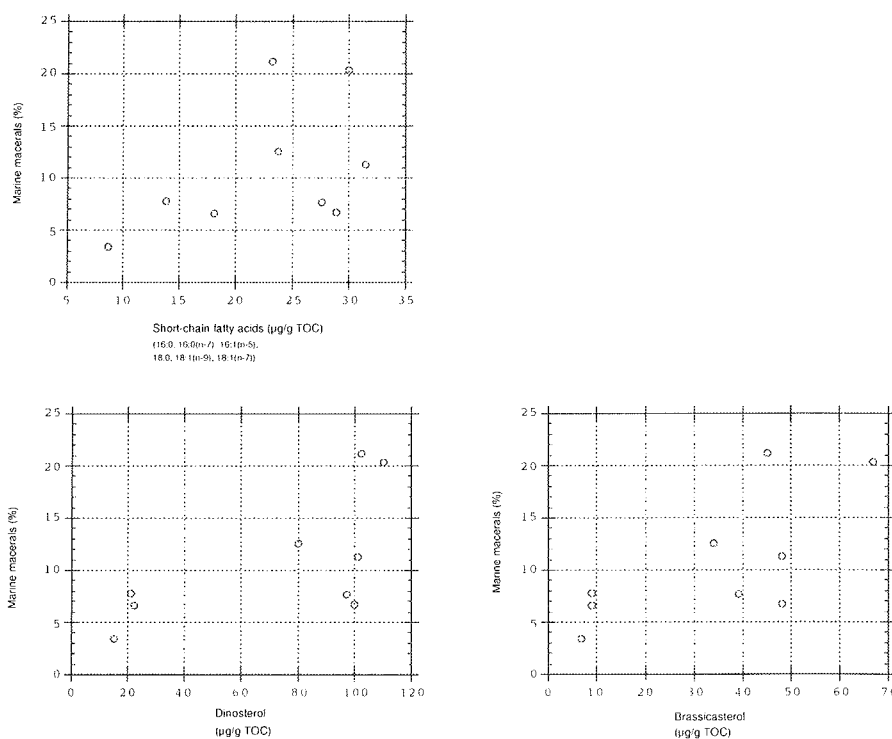 25
20
15
10
5
0
Marine macerals (%)
5 10 15 20 25 30 35
Short-chain fatty acids (µg/g TOC)
(16:0, 16:0(n-7) 16:1(n-5),
18:0, 18:1(n-9), 18:1(n-7))
25
20
15
10
5
0
Marine macerals (%)
0 20 40 60 80 100 120
Dinosterol
(µg/g TOC)
25
20
15
10
5
0
Marine macerals (%)
0 10 20 30 40 50 60 70
Brassicasterol
(µg/g TOC)